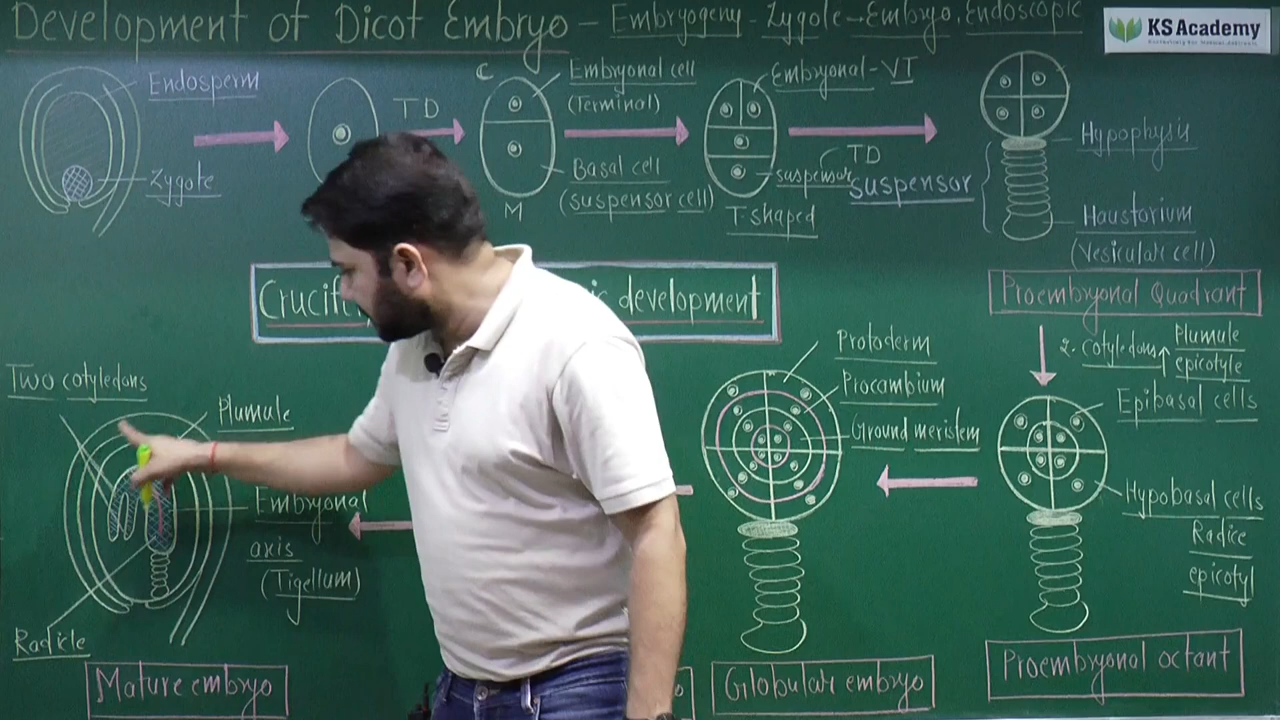 Development of Dicot Embryo – Embryogeny - Zygote → Embryo, Endoscopic
KS Academy
Endosperm
Zygote
TD
C
M
Embryonal cell
(Terminal)
Basal cell
(suspensor cell)
Embryonal - VT
TD
suspensor
T-shaped
suspensor
Hypophysis
Haustorium
(Vesicular cell)
Proembryonal Quadrant
Crucif
development
2. cotyledons
Plumule
epicotyle
Epibasal cells
Hypobasal cells
Radice
epicotyl
Proembryonal octant
Protoderm
Procambium
Ground meristem
Globular embryo
Two cotyledons
Plumule
Embryonal
axis
(Tigellum)
Radicle
Mature embryo